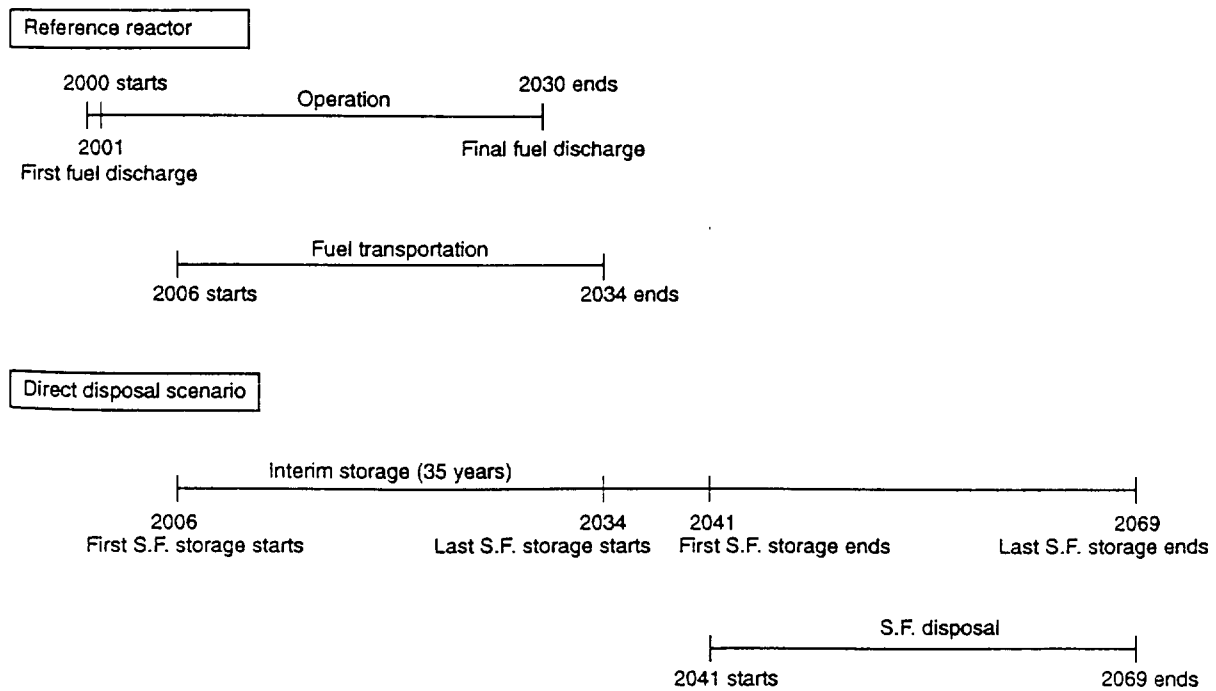 Reference reactor
2000 starts
2030 ends
Operation
2001
First fuel discharge
Final fuel discharge
Fuel transportation
2006 starts
2034 ends
Direct disposal scenario
Interim storage (35 years)
2006
First S.F. storage starts
2034
Last S.F. storage starts
2041
First S.F. storage ends
2069
Last S.F. storage ends
S.F. disposal
2041 starts
2069 ends